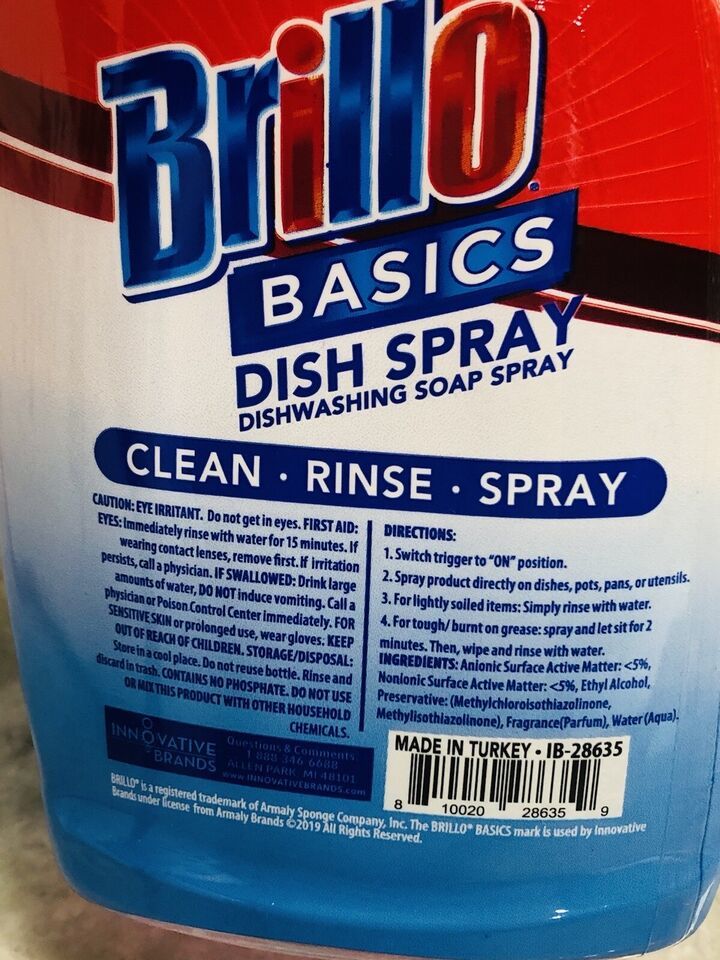 Brillo
BASICS
DISH SPRAY
DISHWASHING SOAP SPRAY
CLEAN · RINSE · SPRAY
CAUTION: EYE IRRITANT. Do not get in eyes. FIRST AID:
EYES: Immediately rinse with water for 15 minutes. If
wearing contact lenses, remove first. If irritation
persists, call a physician. IF SWALLOWED: Drink large
amounts of water, DO NOT induce vomiting. Call a
physician or Poison Control Center immediately. FOR
SENSITIVE SKIN or prolonged use, wear gloves. KEEP
OUT OF REACH OF CHILDREN. STORAGE/DISPOSAL:
Store in a cool place. Do not reuse bottle. Rinse and
discard in trash. CONTAINS NO PHOSPHATE. DO NOT USE
OR MIX THIS PRODUCT WITH OTHER HOUSEHOLD
CHEMICALS.
DIRECTIONS:
1. Switch trigger to "ON" position.
2. Spray product directly on dishes, pots, pans, or utensils.
3. For lightly soiled items: Simply rinse with water.
4. For tough/ burnt on grease: spray and let sit for 2
minutes. Then, wipe and rinse with water.
INGREDIENTS: Anionic Surface Active Matter: <5%,
Nonionic Surface Active Matter: <5%, Ethyl Alcohol,
Preservative: (Methylchloroisothiazolinone,
Methylisothiazolinone), Fragrance(Parfum), Water (Aqua).
INNOVATIVE
BRANDS
Questions & Comments
1 888 346 6688
ALLEN PARK MI 48101
www.INNOVATIVEBRANDS.com
MADE IN TURKEY • IB-28635
8 10020 28635 9
BRILLO® is a registered trademark of Armaly Sponge Company, Inc. The BRILLO® BASICS mark is used by Innovative
Brands under license from Armaly Brands ©2019 All Rights Reserved.